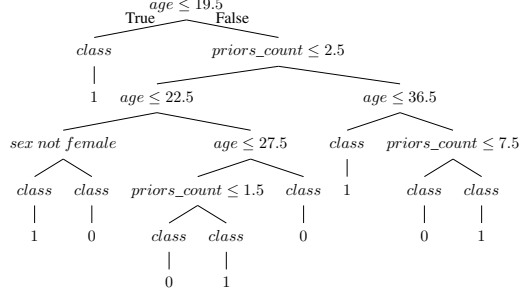 age ≤ 19.5
True False
class priors_count ≤ 2.5
1 age ≤ 22.5 age ≤ 36.5
sex not female age ≤ 27.5 class priors_count ≤ 7.5
class class priors_count ≤ 1.5 class 1 class class
1 0 class class 0 0 1
0 1